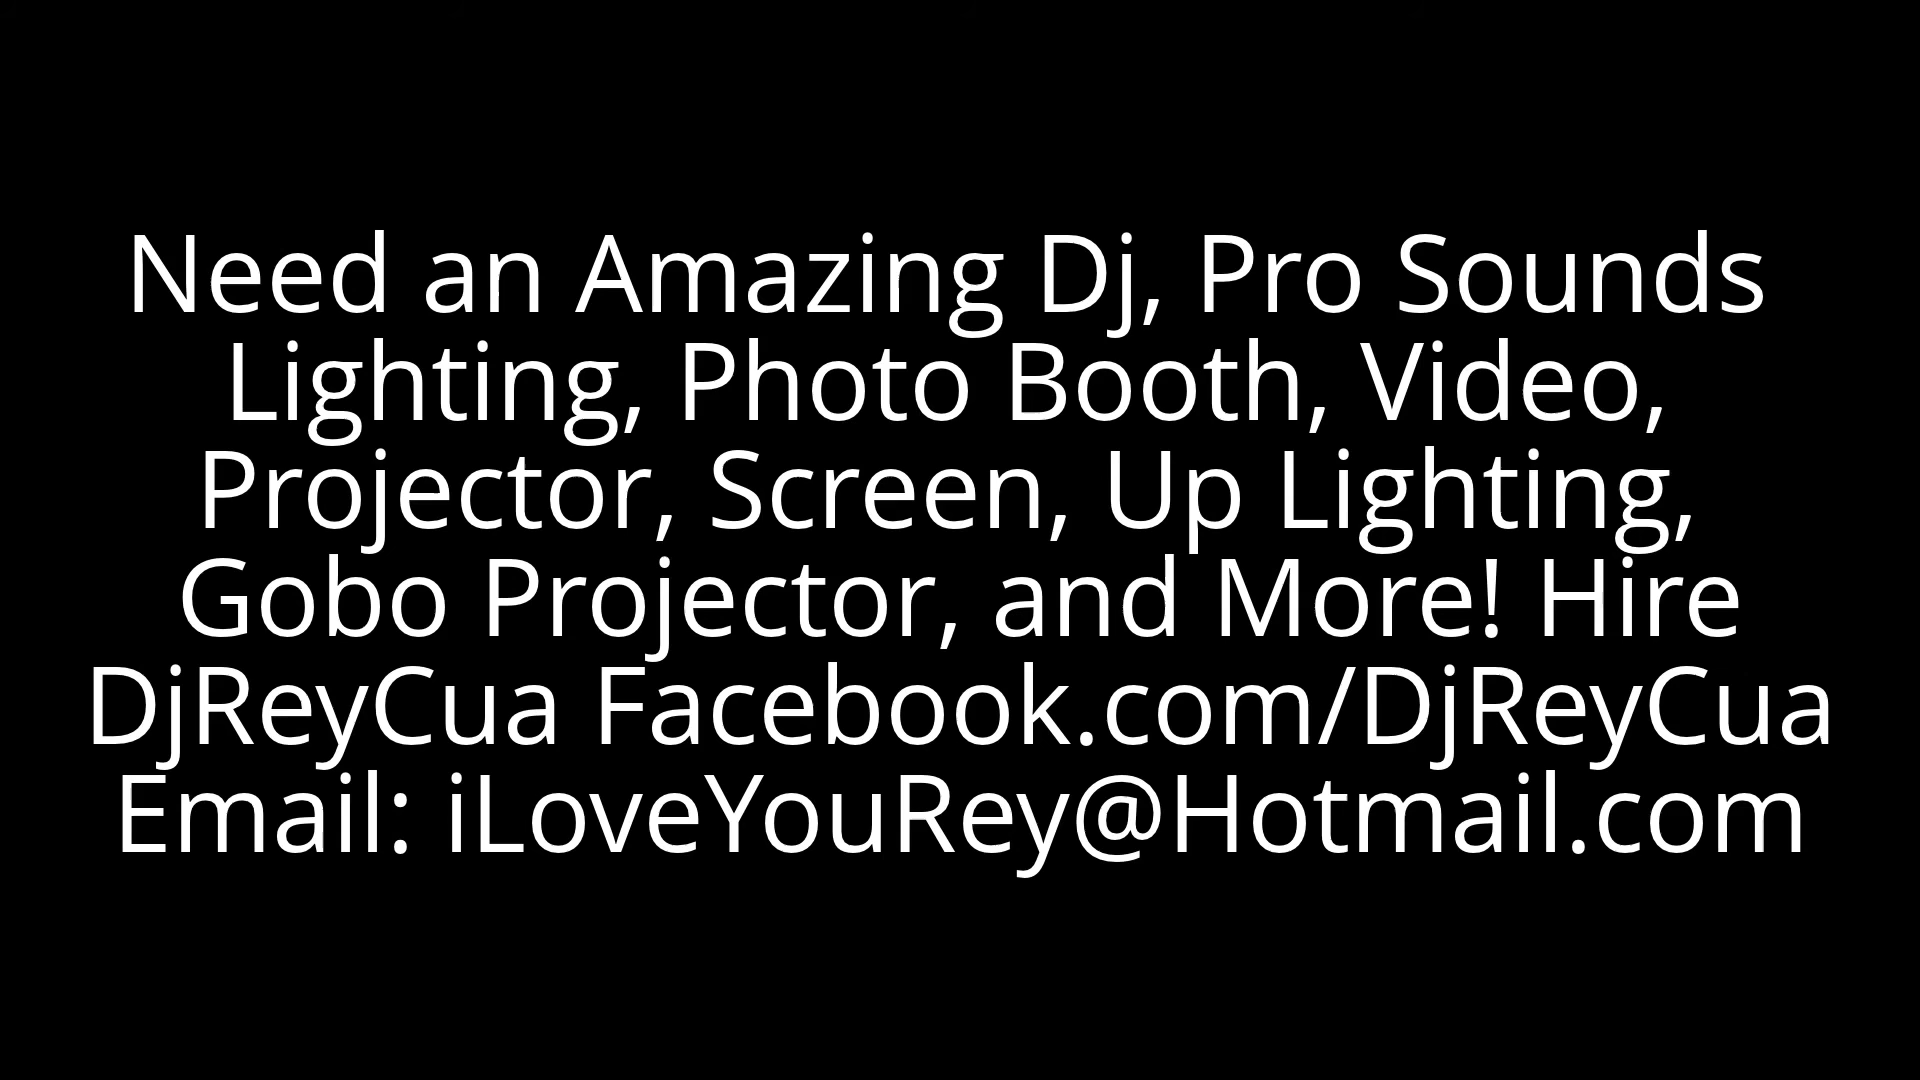 Need an Amazing Dj, Pro Sounds
Lighting, Photo Booth, Video,
Projector, Screen, Up Lighting,
Gobo Projector, and More! Hire
DjReyCua Facebook.com/DjReyCua
Email: iLoveYouRey@Hotmail.com